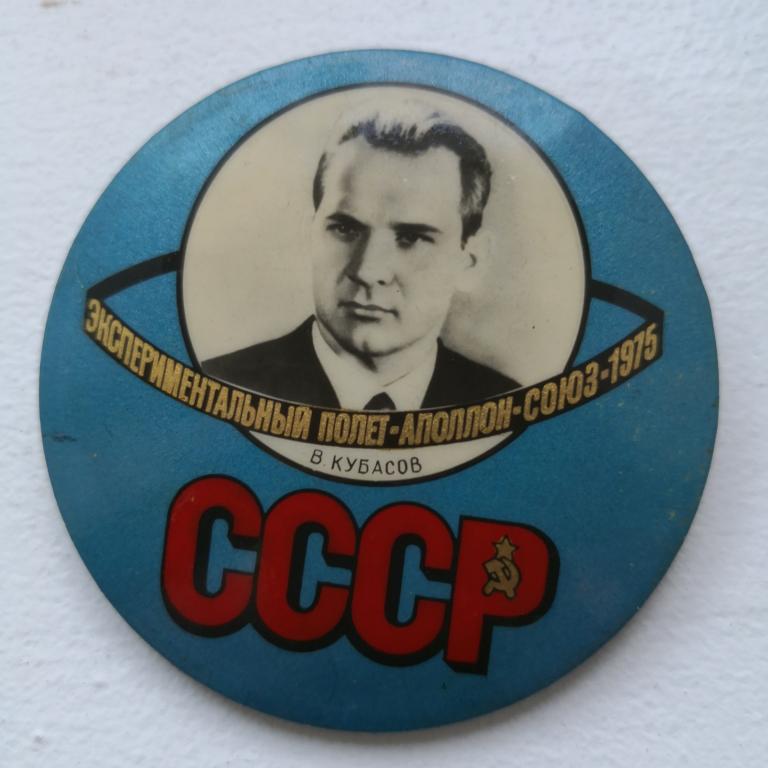 ЭКСПЕРИМЕНТАЛЬНЫЙ ПОЛЕТ-АПОЛЛОН-СОЮЗ-1975
В. КУБАСОВ
СССР